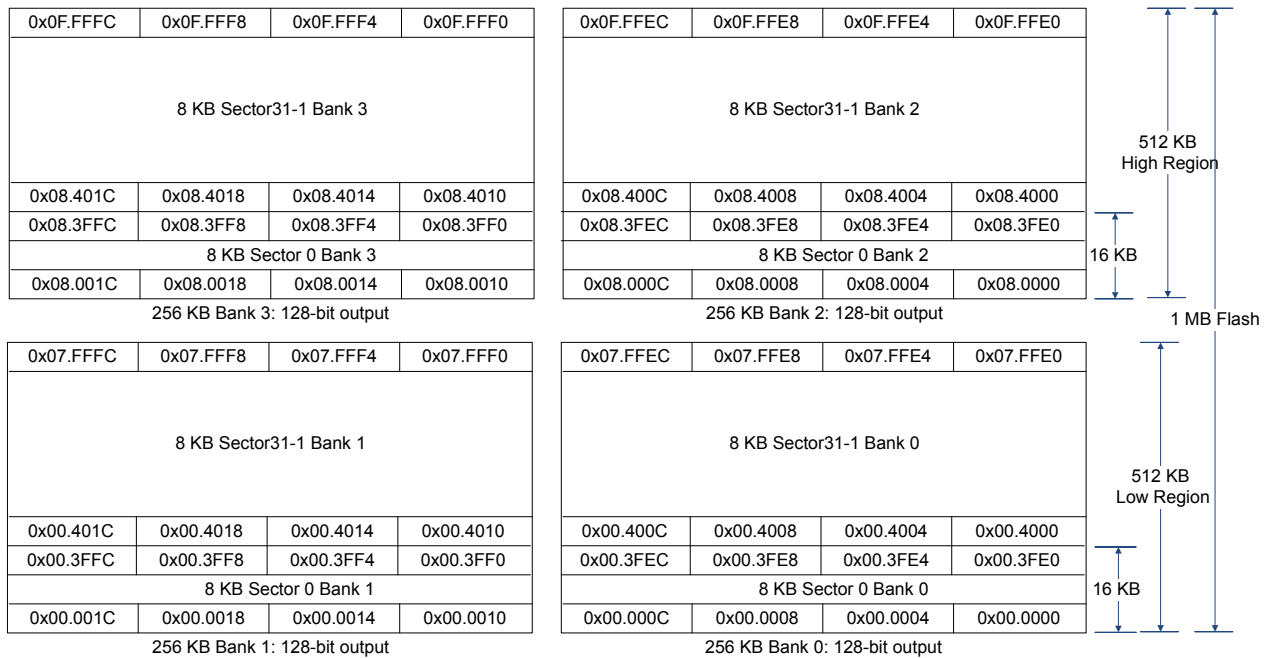 0x0F.FFFC 0x0F.FFF8 0x0F.FFF4 0x0F.FFF0 0x0F.FFEC 0x0F.FFE8 0x0F.FFE4 0x0F.FFE0
8 KB Sector31-1 Bank 3 8 KB Sector31-1 Bank 2
512 KB
High Region
0x08.401C 0x08.4018 0x08.4014 0x08.4010 0x08.400C 0x08.4008 0x08.4004 0x08.4000
0x08.3FFC 0x08.3FF8 0x08.3FF4 0x08.3FF0 0x08.3FEC 0x08.3FE8 0x08.3FE4 0x08.3FE0
8 KB Sector 0 Bank 3 8 KB Sector 0 Bank 2 16 KB
0x08.001C 0x08.0018 0x08.0014 0x08.0010 0x08.000C 0x08.0008 0x08.0004 0x08.0000
256 KB Bank 3: 128-bit output 256 KB Bank 2: 128-bit output
1 MB Flash
0x07.FFFC 0x07.FFF8 0x07.FFF4 0x07.FFF0 0x07.FFEC 0x07.FFE8 0x07.FFE4 0x07.FFE0
8 KB Sector31-1 Bank 1 8 KB Sector31-1 Bank 0
512 KB
Low Region
0x00.401C 0x00.4018 0x00.4014 0x00.4010 0x00.400C 0x00.4008 0x00.4004 0x00.4000
0x00.3FFC 0x00.3FF8 0x00.3FF4 0x00.3FF0 0x00.3FEC 0x00.3FE8 0x00.3FE4 0x00.3FE0
8 KB Sector 0 Bank 1 8 KB Sector 0 Bank 0 16 KB
0x00.001C 0x00.0018 0x00.0014 0x00.0010 0x00.000C 0x00.0008 0x00.0004 0x00.0000
256 KB Bank 1: 128-bit output 256 KB Bank 0: 128-bit output